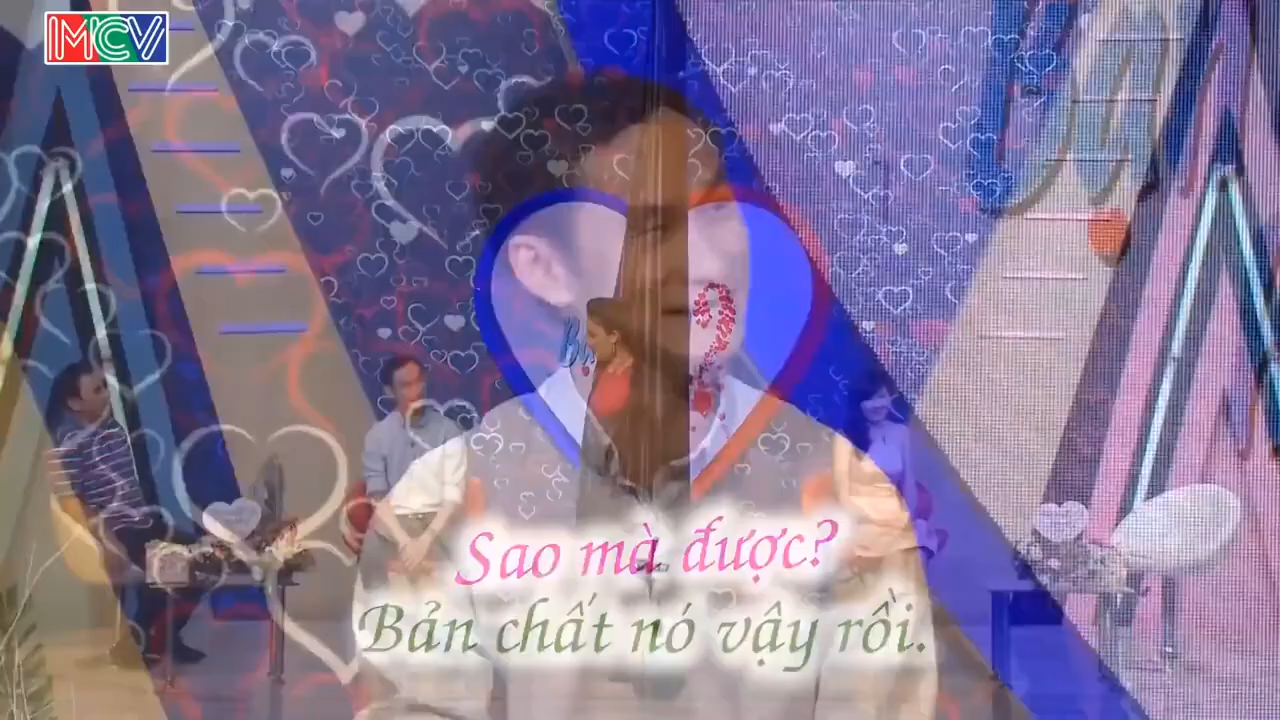 MCV
Sao mà được?
Bản chất nó vậy rồi.